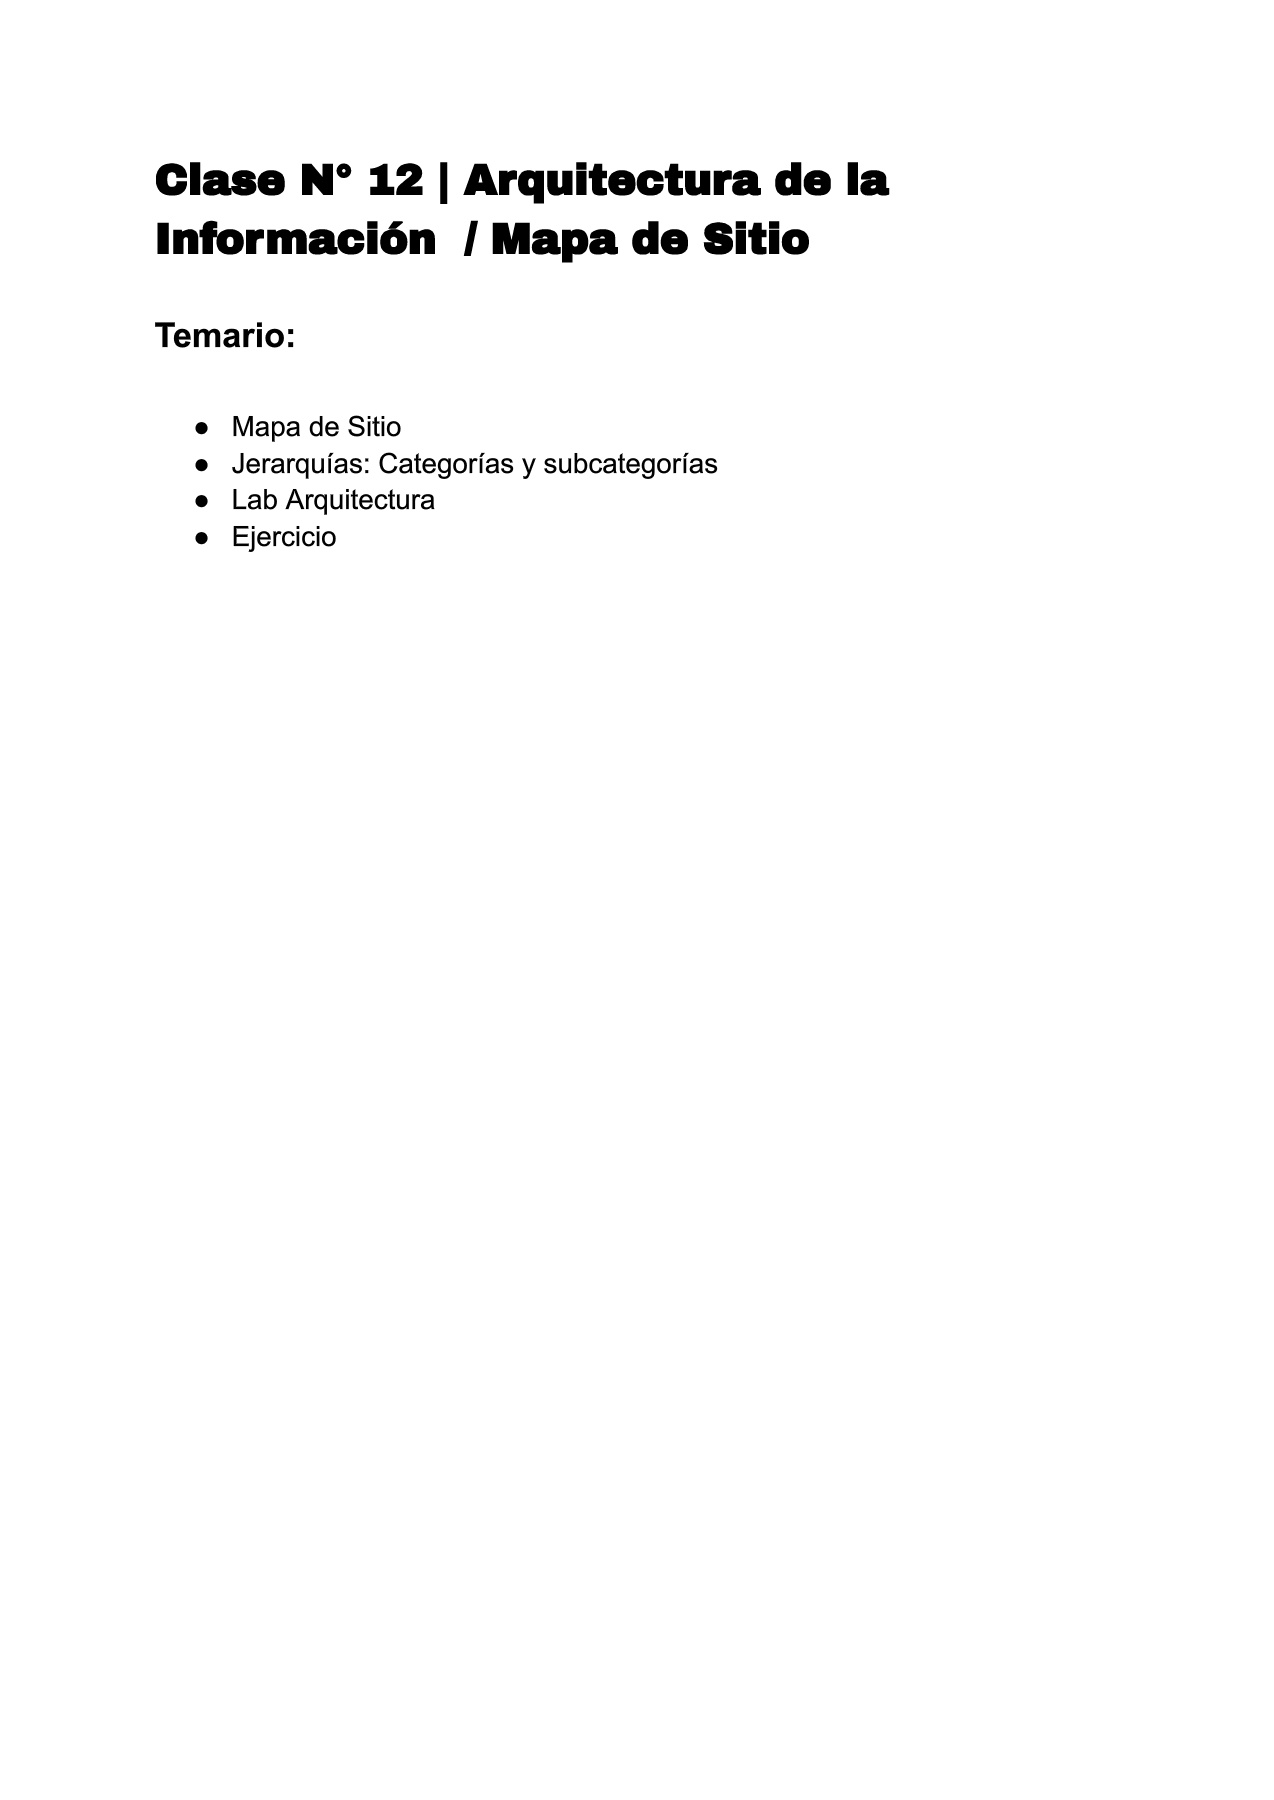 Clase N° 12 | Arquitectura de la
Información  / Mapa de Sitio
Temario:
● Mapa de Sitio
● Jerarquías: Categorías y subcategorías
● Lab Arquitectura
● Ejercicio